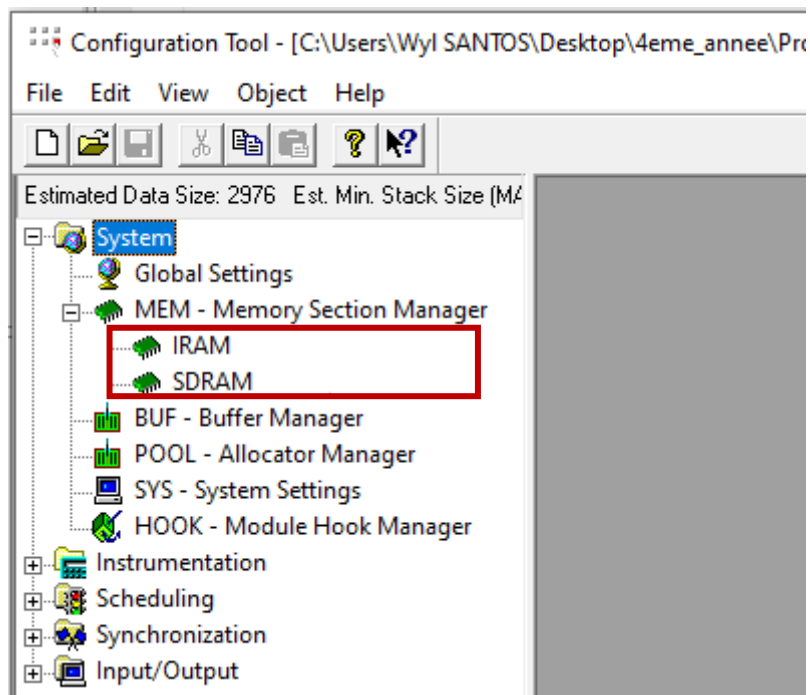 Configuration Tool - [C:\Users\Wyl SANTOS\Desktop\4eme_annee\Pro
File Edit View Object Help
Estimated Data Size: 2976 Est. Min. Stack Size (MA
System
Global Settings
MEM - Memory Section Manager
IRAM
SDRAM
BUF - Buffer Manager
POOL - Allocator Manager
SYS - System Settings
HOOK - Module Hook Manager
Instrumentation
Scheduling
Synchronization
Input/Output